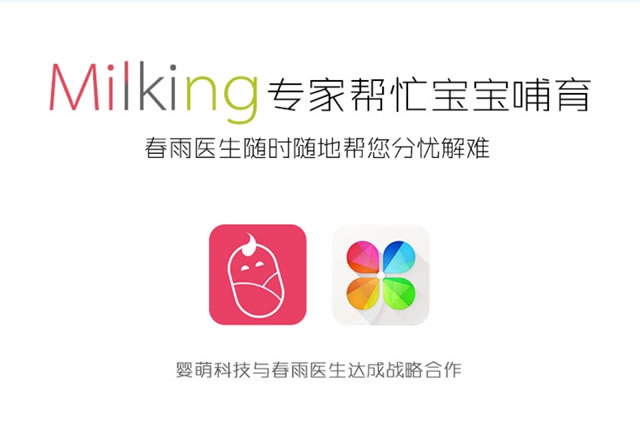 Milking专家帮忙宝宝哺育
春雨医生随时随地帮您分忧解难
婴萌科技与春雨医生达成战略合作